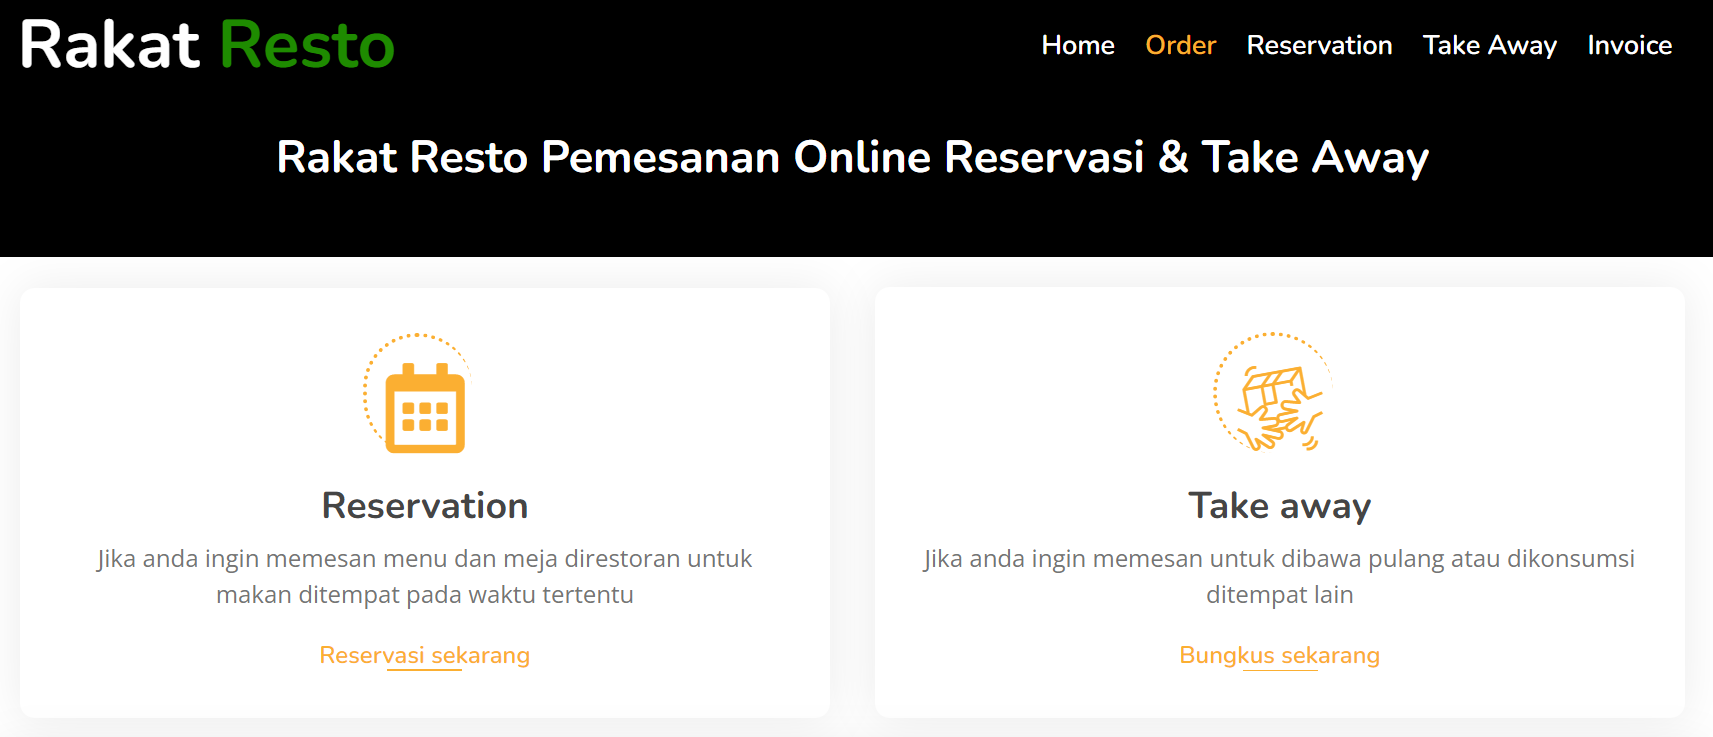 Rakat Resto
Home Order Reservation Take Away Invoice
Rakat Resto Pemesanan Online Reservasi & Take Away
Reservation
Jika anda ingin memesan menu dan meja direstoran untuk
makan ditempat pada waktu tertentu
Reservasi sekarang
Take away
Jika anda ingin memesan untuk dibawa pulang atau dikonsumsi
ditempat lain
Bungkus sekarang